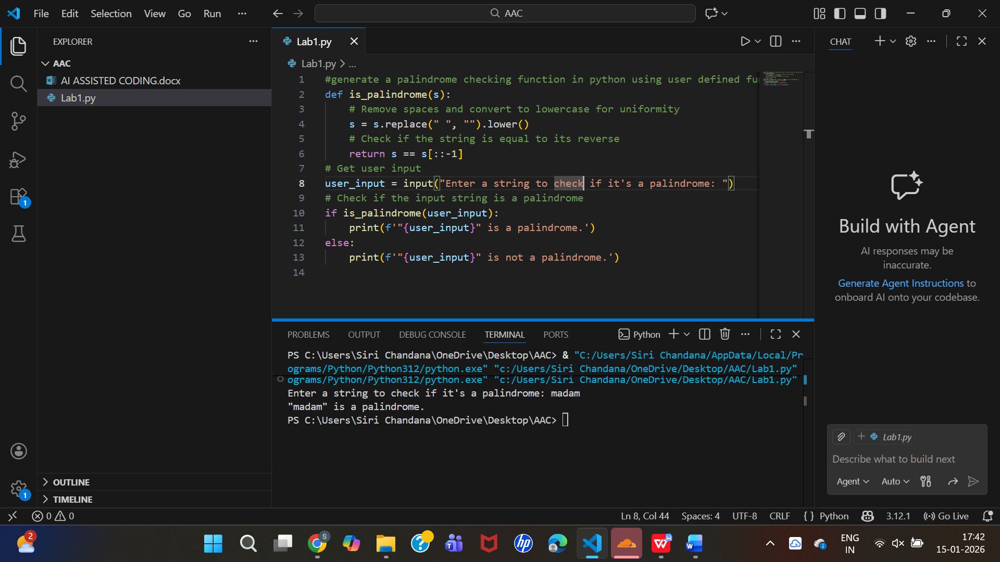 File Edit Selection View Go Run ···
AAC
EXPLORER
AAC
AI ASSISTED CODING.docx
Lab1.py
OUTLINE
TIMELINE
Lab1.py
Lab1.py > ...
1 #generate a palindrome checking function in python using user defined fu
2 def is_palindrome(s):
3     # Remove spaces and convert to lowercase for uniformity
4     s = s.replace(" ", "").lower()
5     # Check if the string is equal to its reverse
6     return s == s[::-1]
7 # Get user input
8 user_input = input("Enter a string to check if it's a palindrome: ")
9 # Check if the input string is a palindrome
10 if is_palindrome(user_input):
11     print(f'"{user_input}" is a palindrome.')
12 else:
13     print(f'"{user_input}" is not a palindrome.')
14
PROBLEMS OUTPUT DEBUG CONSOLE TERMINAL PORTS
Python
PS C:\Users\Siri Chandana\OneDrive\Desktop\AAC> & "C:/Users/Siri Chandana/AppData/Local/Pr
ograms/Python/Python312/python.exe" "c:/Users/Siri Chandana/OneDrive/Desktop/AAC/Lab1.py"
ograms/Python/Python312/python.exe" "c:/Users/Siri Chandana/OneDrive/Desktop/AAC/Lab1.py"
Enter a string to check if it's a palindrome: madam
"madam" is a palindrome.
PS C:\Users\Siri Chandana\OneDrive\Desktop\AAC>
CHAT
Build with Agent
AI responses may be
inaccurate.
Generate Agent Instructions to
onboard AI onto your codebase.
Lab1.py
Describe what to build next
Agent Auto
1
1
0 0
Ln 8, Col 44 Spaces: 4 UTF-8 CRLF { } Python 3.12.1 Go Live
2
S
T
hp
W
W
W
ENG
IN
17:42
15-01-2026